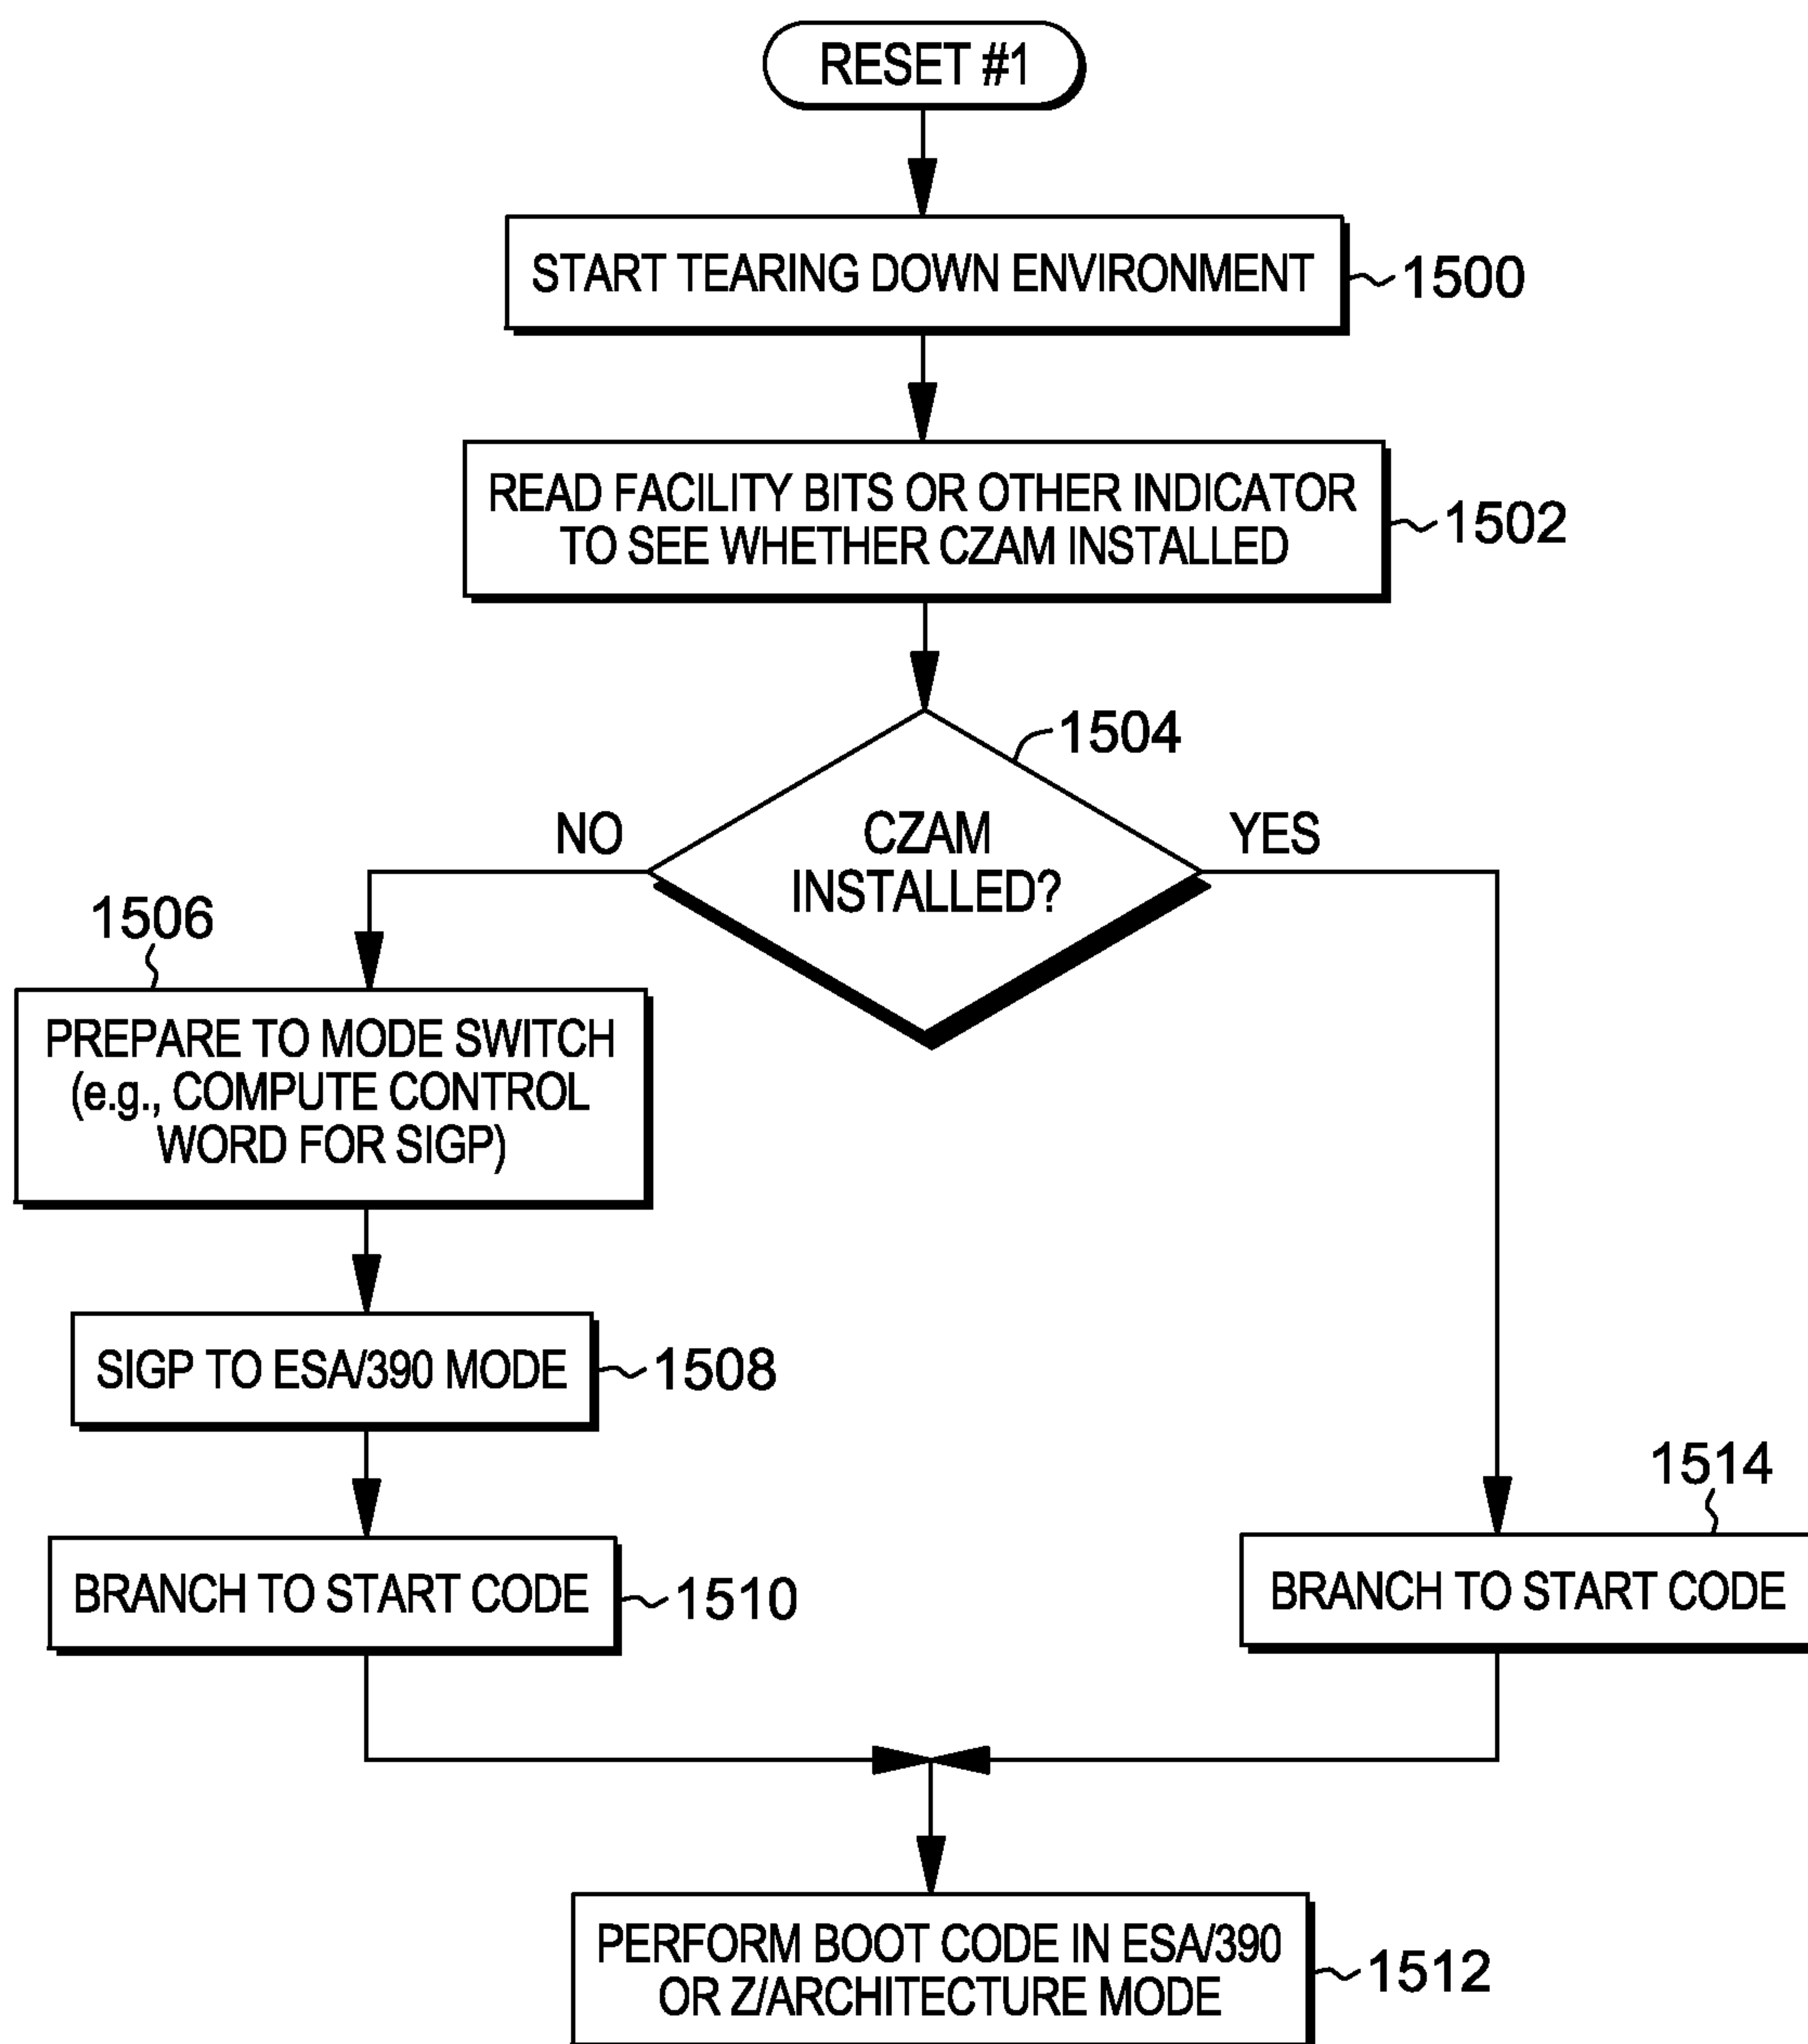 RESET #1
START TEARING DOWN ENVIRONMENT
1500
READ FACILITY BITS OR OTHER INDICATOR
TO SEE WHETHER CZAM INSTALLED
1502
1504
CZAM
INSTALLED?
NO
YES
1506
PREPARE TO MODE SWITCH
(e.g., COMPUTE CONTROL
WORD FOR SIGP)
SIGP TO ESA/390 MODE
1508
BRANCH TO START CODE
1510
1514
BRANCH TO START CODE
PERFORM BOOT CODE IN ESA/390
OR Z/ARCHITECTURE MODE
1512